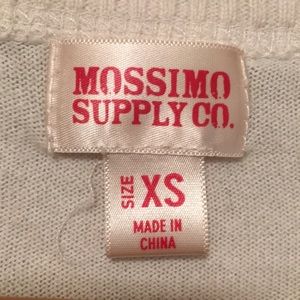 MOSSIMO
SUPPLY CO.
SIZE XS
MADE IN
CHINA